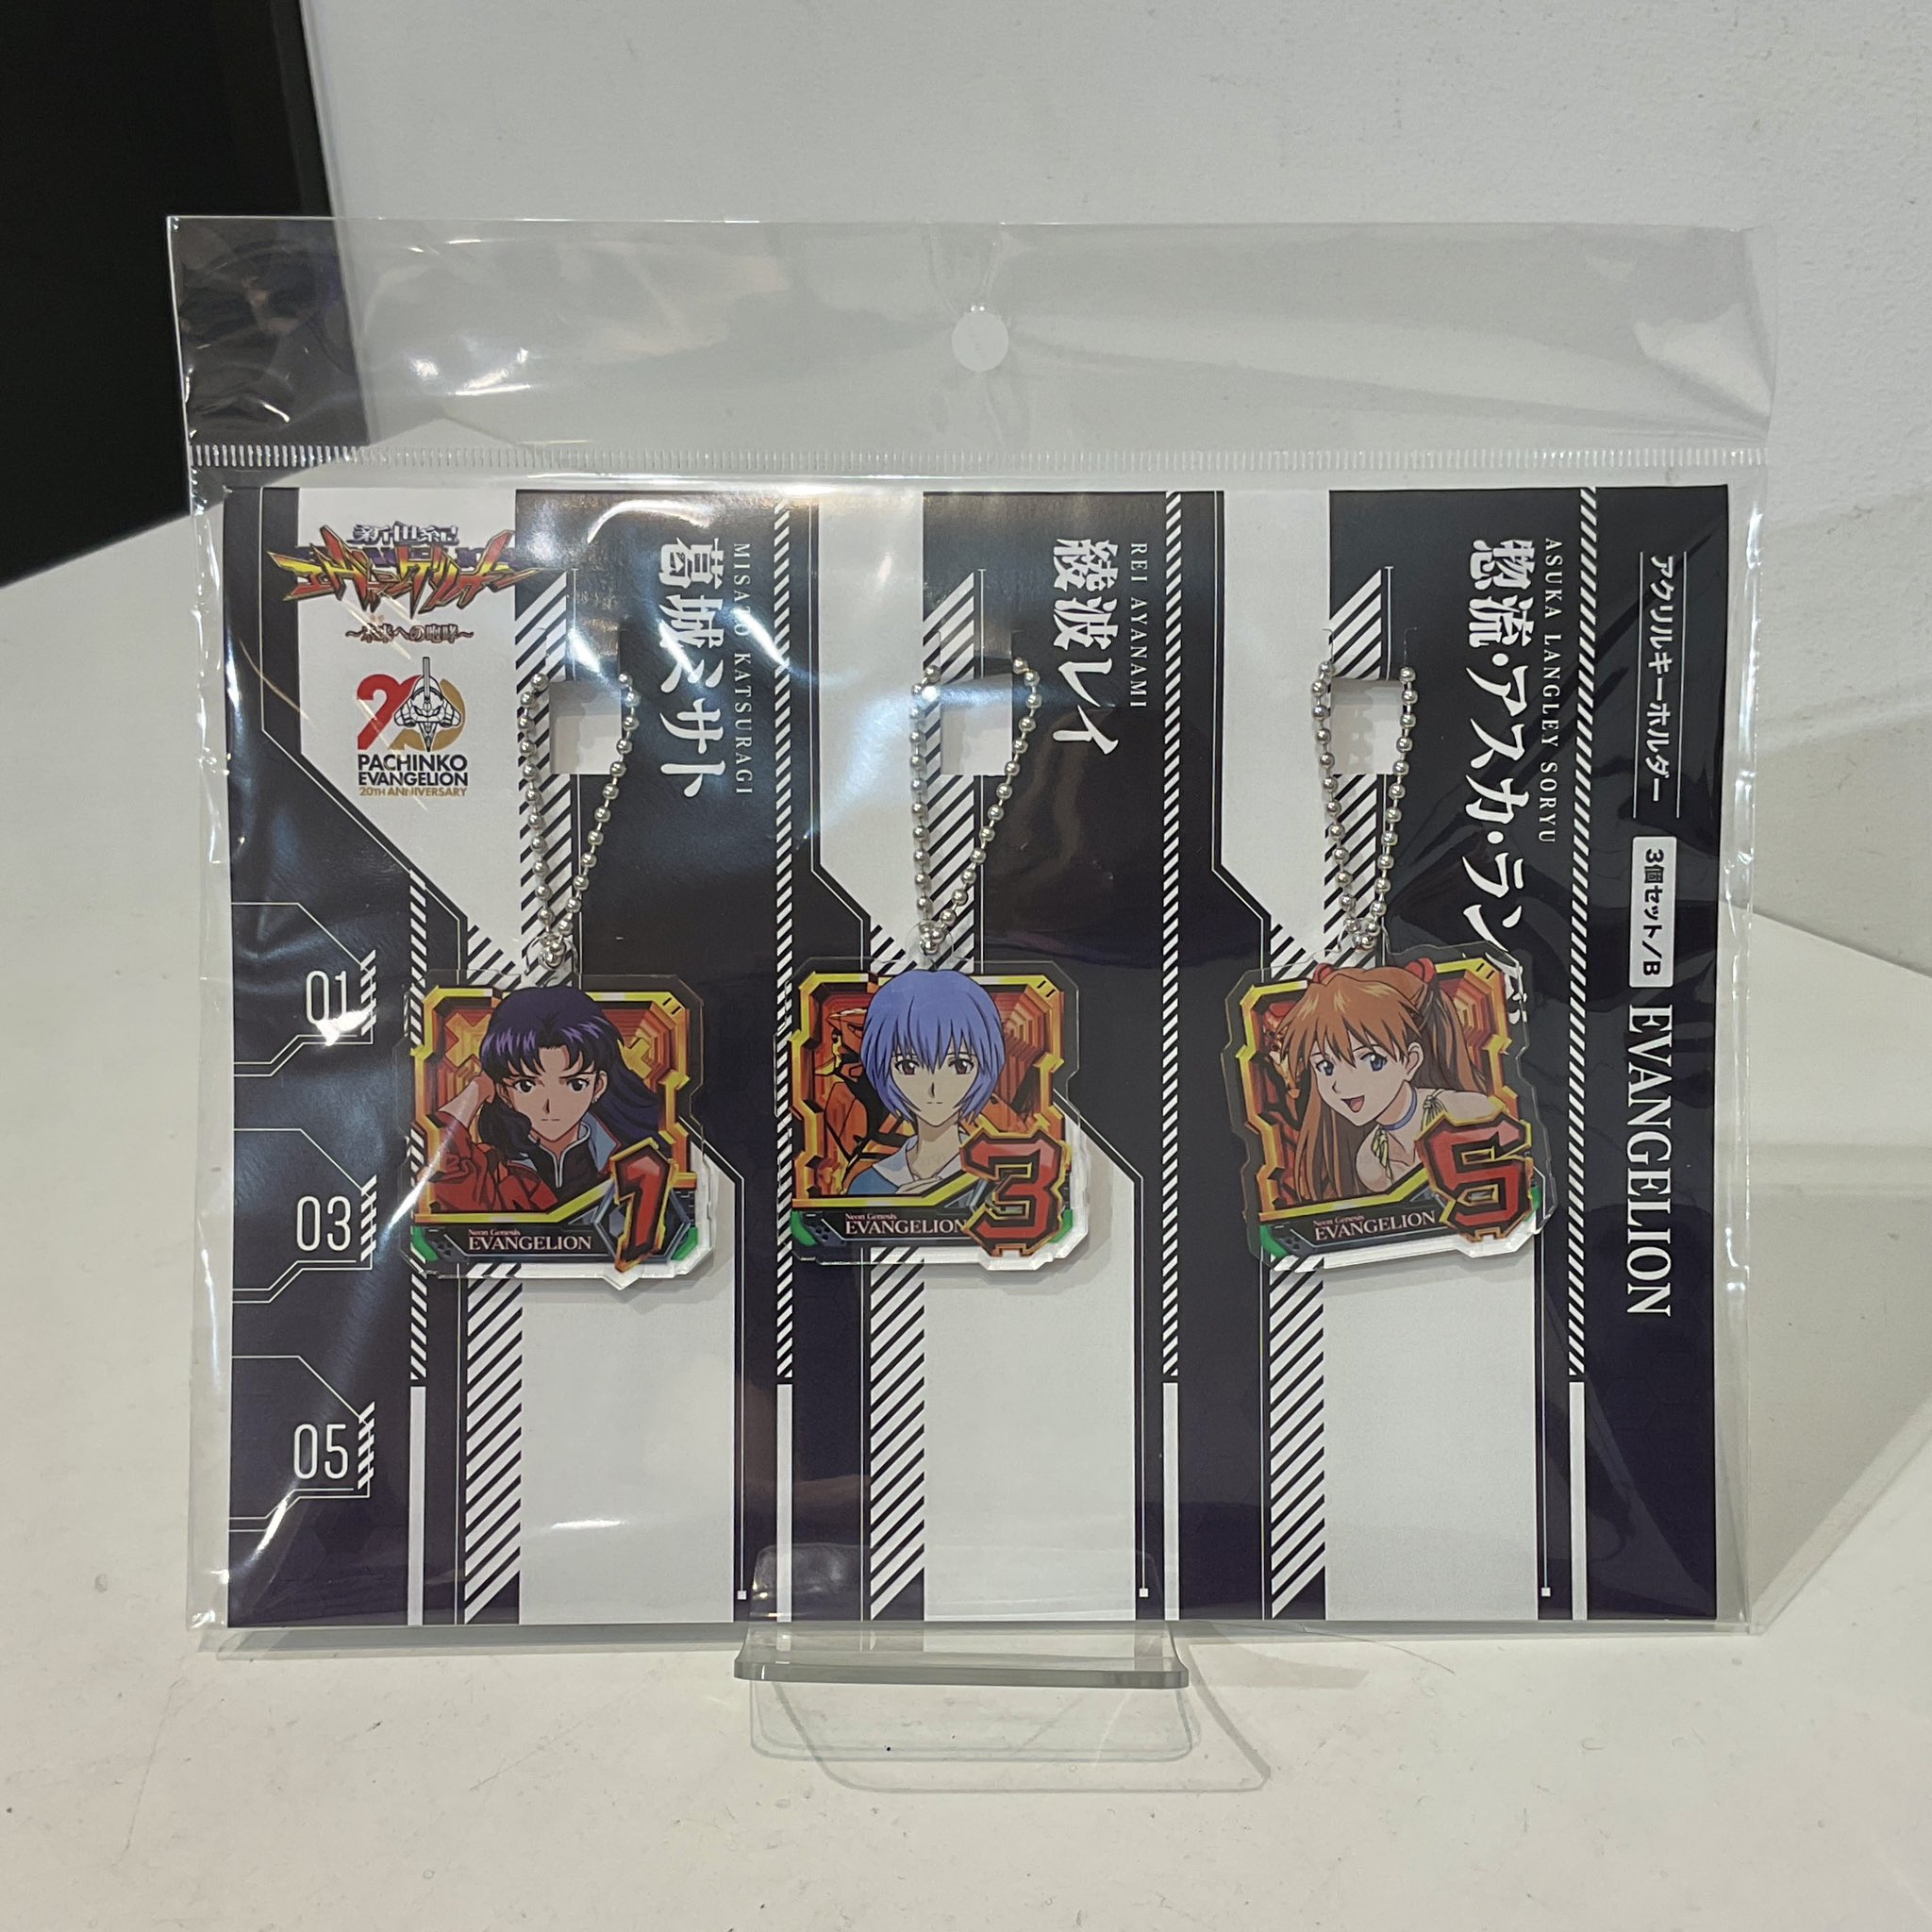 新世紀
エヴァンゲリオン
~未来への咆哮~
20
PACHINKO
EVANGELION
20TH ANNIVERSARY
葛城ミサト
MISATO KATSURAGI
綾波レイ
REI AYANAMI
惣流・アスカ・ラン
ASUKA LANGLEY SORYU
アクリルキーホルダー
3個セット/B
EVANGELION
01
03
05
Neon Genesis
EVANGELION
1
Neon Genesis
EVANGELION
3
Neon Genesis
EVANGELION
5